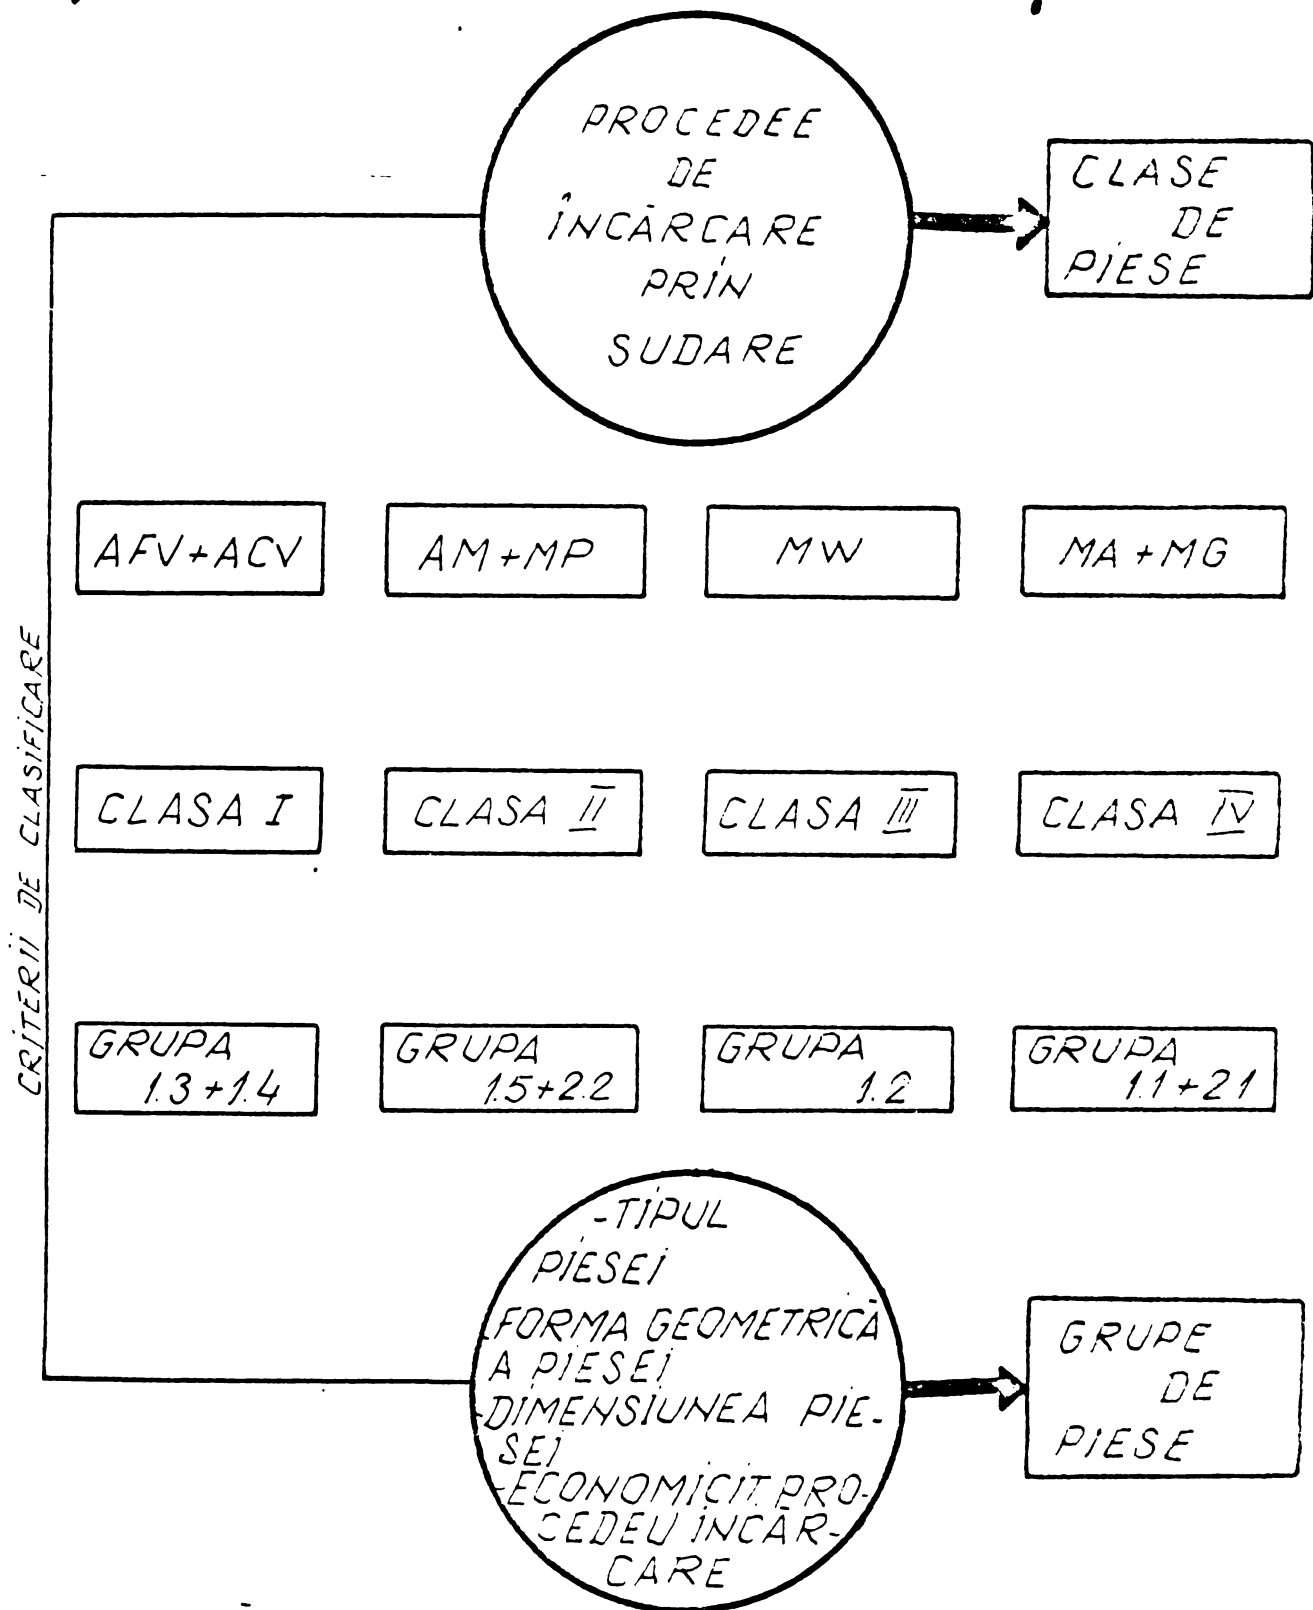 PROCEDEE
DE
ÎNCĂRCARE
PRIN
SUDARE
CLASE
DE
PIESE
AFV+ACV
AM+MP
MW
MA+MG
CRITERII DE CLASIFICARE
CLASA I
CLASA II
CLASA III
CLASA IV
GRUPA
1.3+1.4
GRUPA
1.5+2.2
GRUPA
1.2
GRUPA
1.1+2.1
-TIPUL
PIESEI
-FORMA GEOMETRICĂ
A PIESEI
-DIMENSIUNEA PIE-
SEI
-ECONOMICIT. PRO-
CEDEU ÎNCĂR-
CARE
GRUPE
DE
PIESE